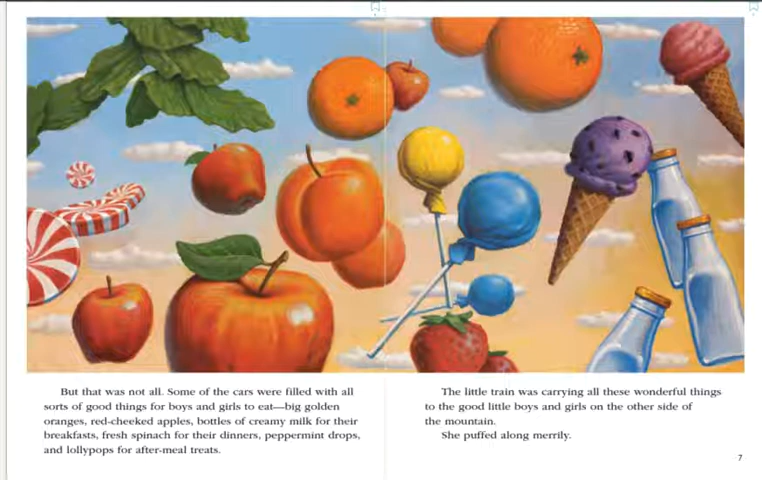 But that was not all. Some of the cars were filled with all
sorts of good things for boys and girls to eat—big golden
oranges, red-cheeked apples, bottles of creamy milk for their
breakfasts, fresh spinach for their dinners, peppermint drops,
and lollypops for after-meal treats.
The little train was carrying all these wonderful things
to the good little boys and girls on the other side of
the mountain.
She puffed along merrily.
7